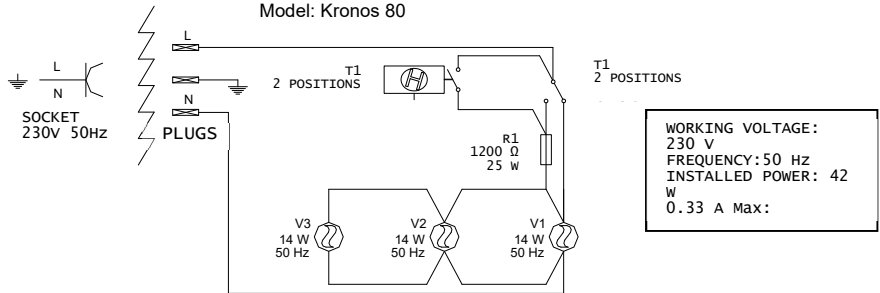 Model: Kronos 80
L
L
N
SOCKET
230V 50Hz
N
PLUGS
T1
2 POSITIONS
H
T1
2 POSITIONS
R1
1200 Ω
25 W
V3
14 W
50 Hz
V2
14 W
50 Hz
V1
14 W
50 Hz
WORKING VOLTAGE:
230 V
FREQUENCY:50 Hz
INSTALLED POWER: 42
W
0.33 A Max: